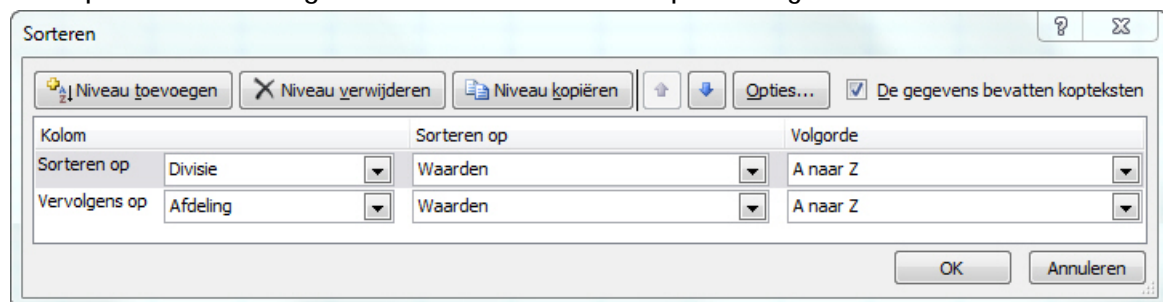 Sorteren
Niveau toevoegen Niveau verwijderen Niveau kopiëren Opties... De gegevens bevatten kopteksten
Kolom Sorteren op Volgorde
Sorteren op Divisie Waarden A naar Z
Vervolgens op Afdeling Waarden A naar Z
OK Annuleren